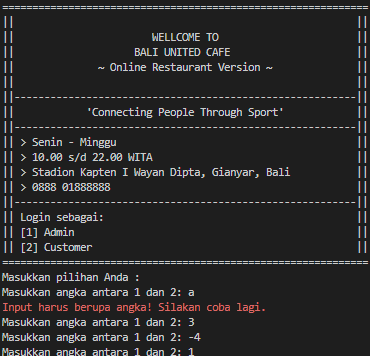 WELLCOME TO
BALI UNITED CAFE
~ Online Restaurant Version ~
'Connecting People Through Sport'
> Senin - Minggu
> 10.00 s/d 22.00 WITA
> Stadion Kapten I Wayan Dipta, Gianyar, Bali
> 0888 01888888
Login sebagai:
[1] Admin
[2] Customer
Masukkan pilihan Anda :
Masukkan angka antara 1 dan 2: a
Input harus berupa angka! Silakan coba lagi.
Masukkan angka antara 1 dan 2: 3
Masukkan angka antara 1 dan 2: -4
Masukkan angka antara 1 dan 2: 1